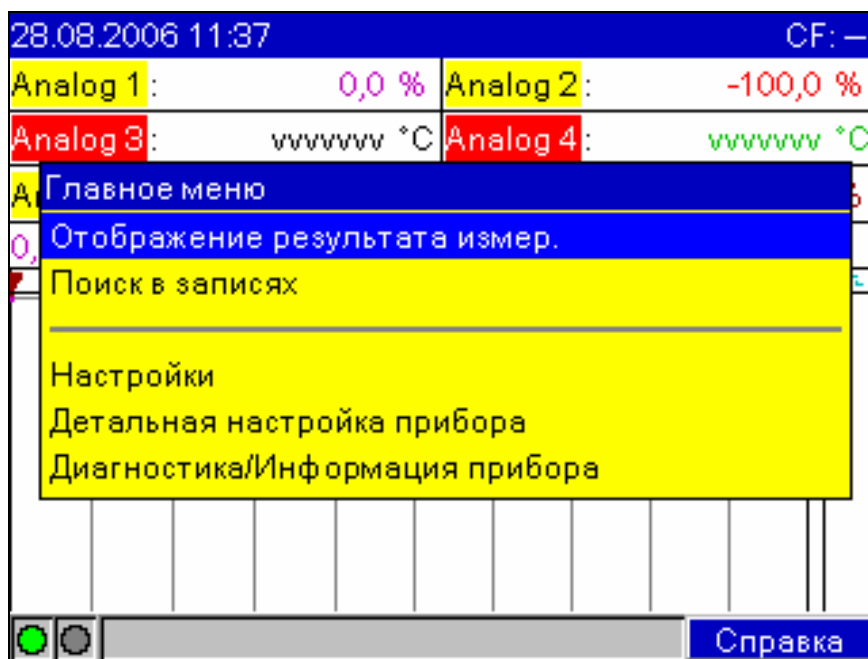 28.08.2006 11:37 CF: –
Analog 1 : 0,0 % Analog 2 : -100,0 %
Analog 3 : vvvvvvv °C Analog 4 : vvvvvvv °C
Главное меню
0,
Отображение результата измер.
Поиск в записях
Настройки
Детальная настройка прибора
Диагностика/Информация прибора
Справка